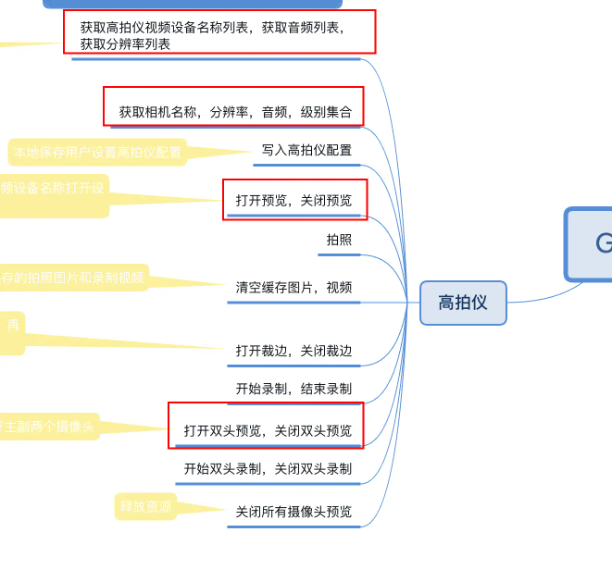 获取高拍仪视频设备名称列表，获取音频列表，
获取分辨率列表
获取相机名称，分辨率，音频，级别集合
写入高拍仪配置
本地保存用户设置高拍仪配置
频设备名称打开设
打开预览，关闭预览
拍照
存的拍照图片和录制视频
清空缓存图片，视频
高拍仪
G
再
打开裁边，关闭裁边
开始录制，结束录制
主副两个摄像头
打开双头预览，关闭双头预览
开始双头录制，关闭双头录制
释放资源
关闭所有摄像头预览